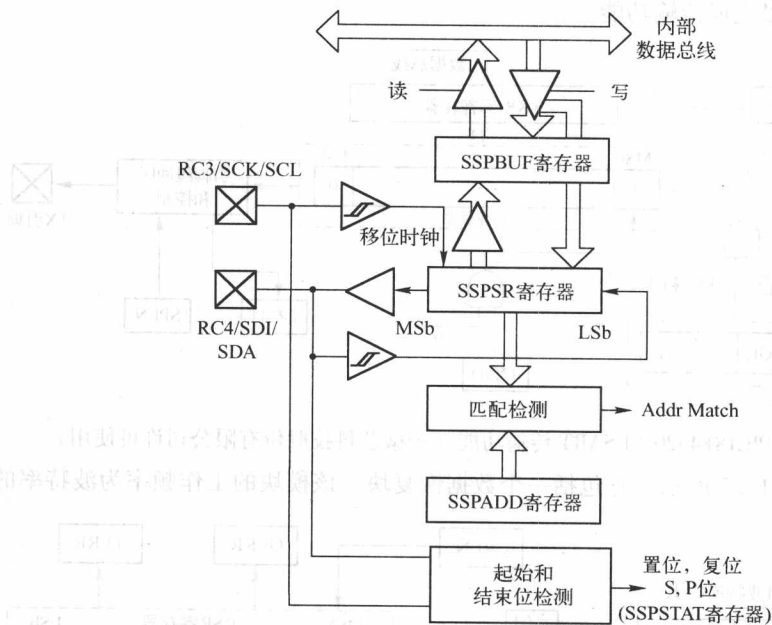 内部
数据总线
读
写
SSPBUF寄存器
RC3/SCK/SCL
移位时钟
SSPSR寄存器
MSb
LSb
RC4/SDI/
SDA
匹配检测
Addr Match
SSPADD寄存器
起始和
结束位检测
置位，复位
S, P位
(SSPSTAT寄存器)